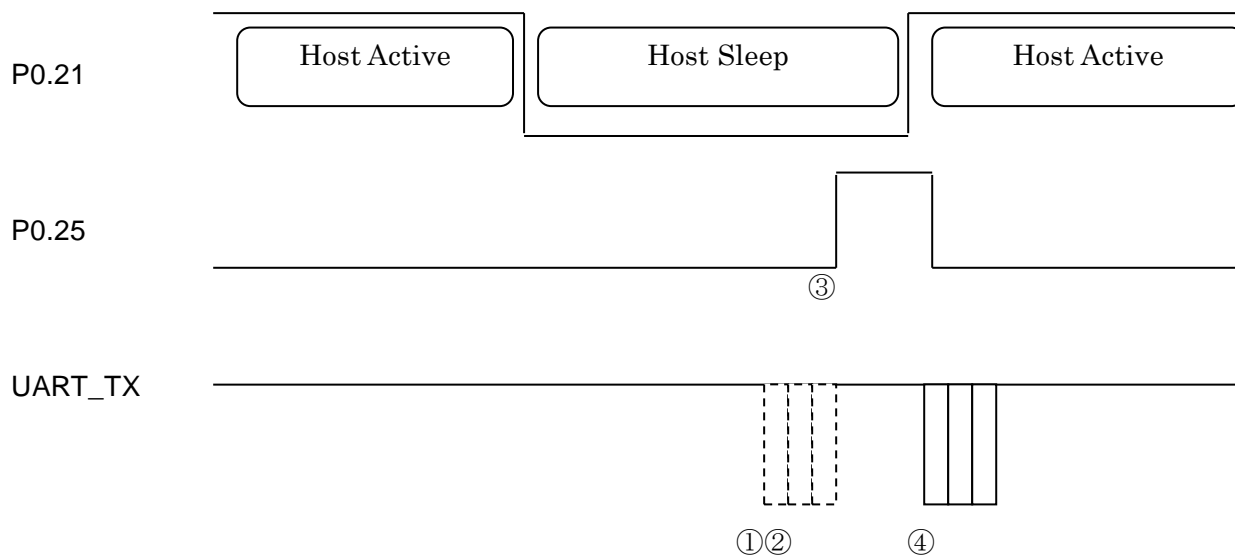 Host Active
Host Sleep
Host Active
P0.21
P0.25
③
UART_TX
①②
④